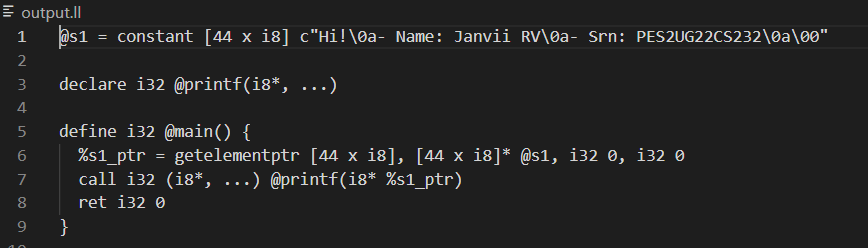 output.ll
1 @s1 = constant [44 x i8] c"Hi!\0a- Name: Janvii RV\0a- Srn: PES2UG22CS232\0a\00"
2
3 declare i32 @printf(i8*, ...)
4
5 define i32 @main() {
6 %s1_ptr = getelementptr [44 x i8], [44 x i8]* @s1, i32 0, i32 0
7 call i32 (i8*, ...) @printf(i8* %s1_ptr)
8 ret i32 0
9 }
10